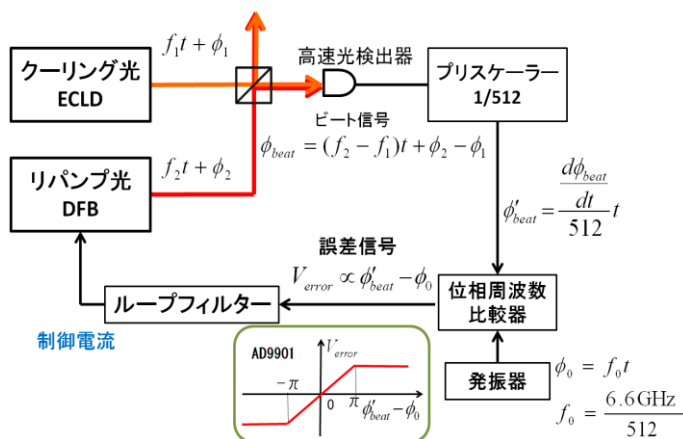 クーリング光
ECLD
f₁t + φ₁
高速光検出器
プリスケーラー
1/512
ビート信号
φ_beat = (f₂ − f₁)t + φ₂ − φ₁
リパンプ光
DFB
f₂t + φ₂
φ′_beat = (dφ_beat/dt)/512 t
誤差信号
V_error ∝ φ′_beat − φ₀
ループフィルター
位相周波数
比較器
制御電流
AD9901
V_error
−π
0
π
φ′_beat − φ₀
発振器
φ₀ = f₀t
f₀ = 6.6GHz/512